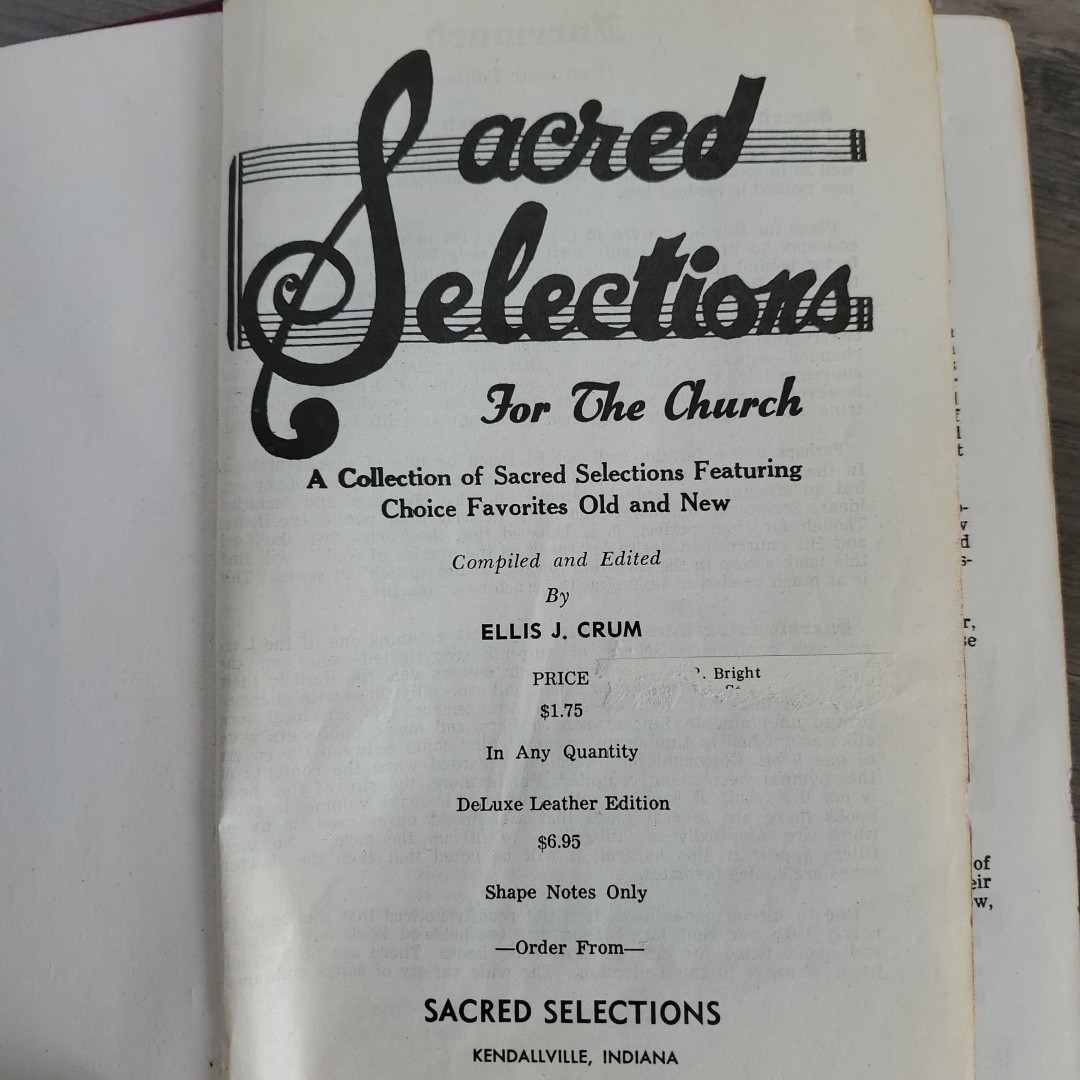 Sacred
Selections
For The Church
A Collection of Sacred Selections Featuring
Choice Favorites Old and New
Compiled and Edited
By
ELLIS J. CRUM
PRICE
. Bright
$1.75
In Any Quantity
DeLuxe Leather Edition
$6.95
Shape Notes Only
—Order From—
SACRED SELECTIONS
KENDALLVILLE, INDIANA
of